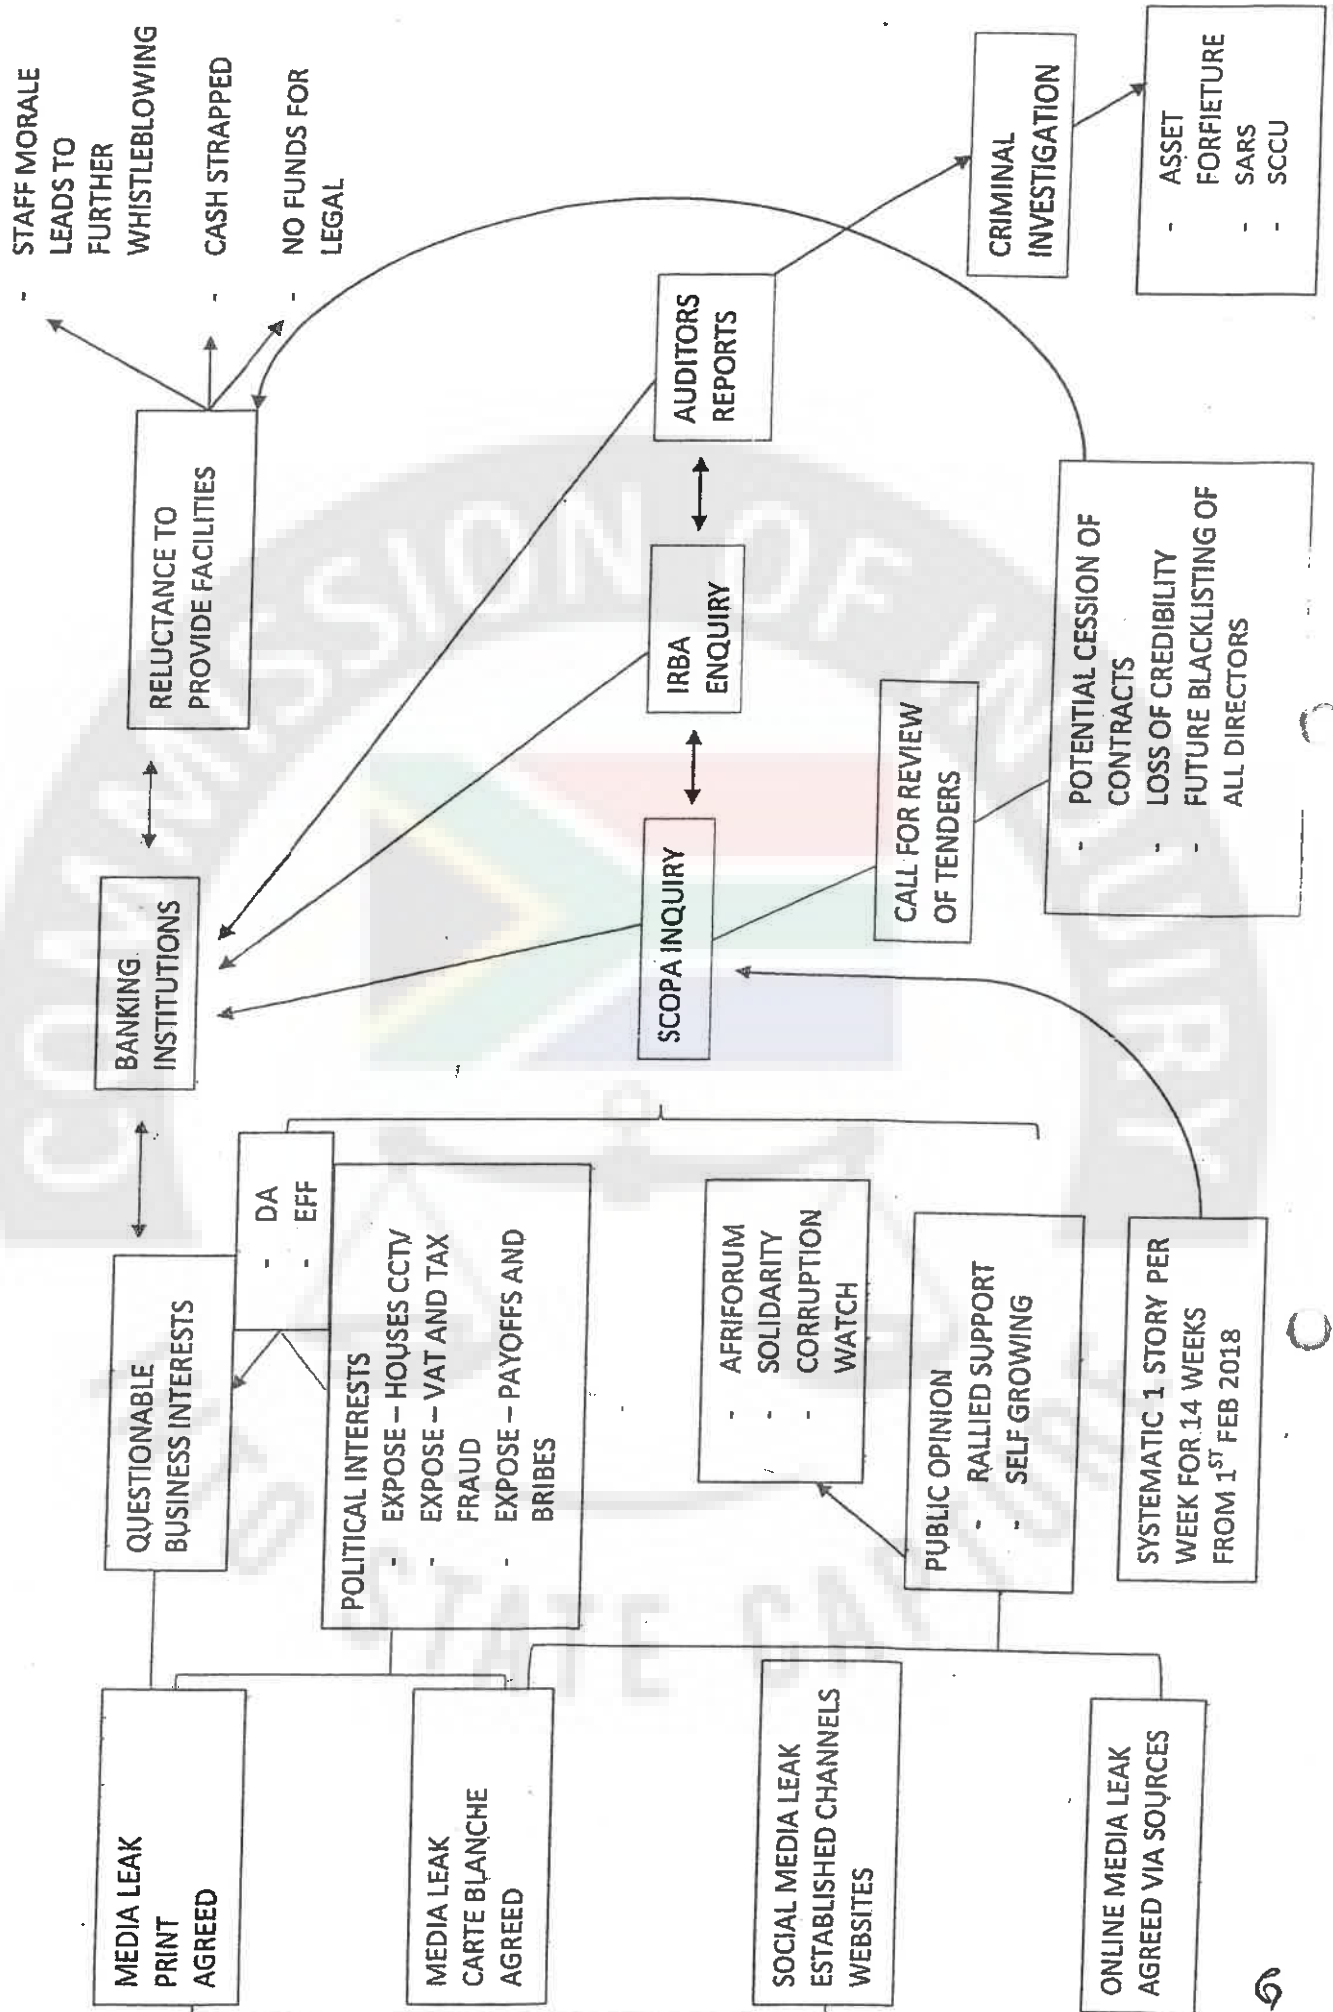 MEDIA LEAK
PRINT
AGREED
MEDIA LEAK
CARTE BLANCHE
AGREED
SOCIAL MEDIA LEAK
ESTABLISHED CHANNELS
WEBSITES
ONLINE MEDIA LEAK
AGREED VIA SOURCES
QUESTIONABLE
BUSINESS INTERESTS
- DA
- EFF
POLITICAL INTERESTS
- EXPOSE – HOUSES CCTV
- EXPOSE – VAT AND TAX
FRAUD
- EXPOSE – PAYOFFS AND
BRIBES
- AFRIFORUM
- SOLIDARITY
- CORRUPTION
WATCH
PUBLIC OPINION
- RALLIED SUPPORT
- SELF GROWING
SYSTEMATIC 1 STORY PER
WEEK FOR 14 WEEKS
FROM 1ST FEB 2018
BANKING
INSTITUTIONS
SCOPA INQUIRY
CALL FOR REVIEW
OF TENDERS
- POTENTIAL CESSION OF
CONTRACTS
- LOSS OF CREDIBILITY
- FUTURE BLACKLISTING OF
ALL DIRECTORS
IRBA
ENQUIRY
AUDITORS
REPORTS
RELUCTANCE TO
PROVIDE FACILITIES
- STAFF MORALE
LEADS TO
FURTHER
WHISTLEBLOWING
- CASH STRAPPED
- NO FUNDS FOR
LEGAL
CRIMINAL
INVESTIGATION
- ASSET
FORFIETURE
- SARS
- SCCU
COMMISSION OF INQUIRY
STATE CAPTURE
6